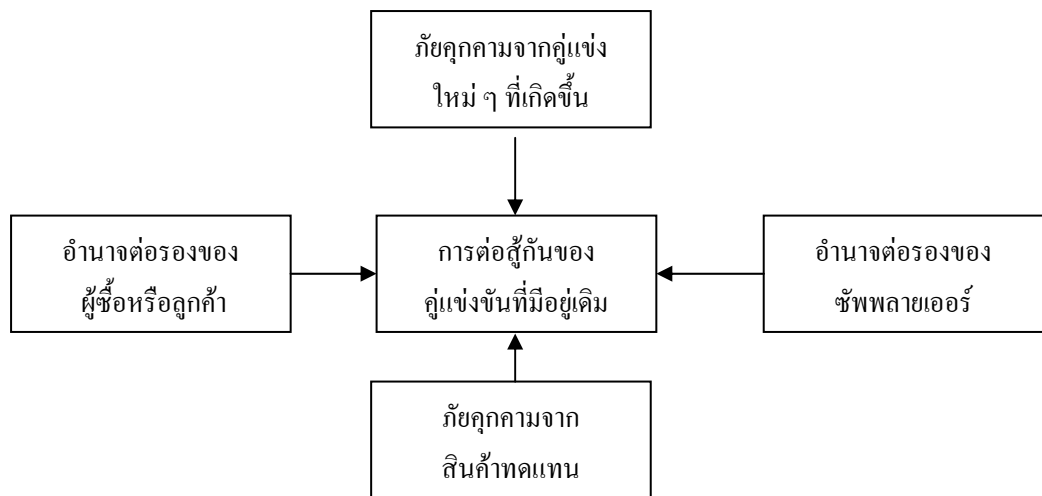 ภัยคุกคามจากคู่แข่ง
ใหม่ ๆ ที่เกิดขึ้น
อำนาจต่อรองของ
ผู้ซื้อหรือลูกค้า
การต่อสู้กันของ
คู่แข่งขันที่มีอยู่เดิม
อำนาจต่อรองของ
ซัพพลายเออร์
ภัยคุกคามจาก
สินค้าทดแทน